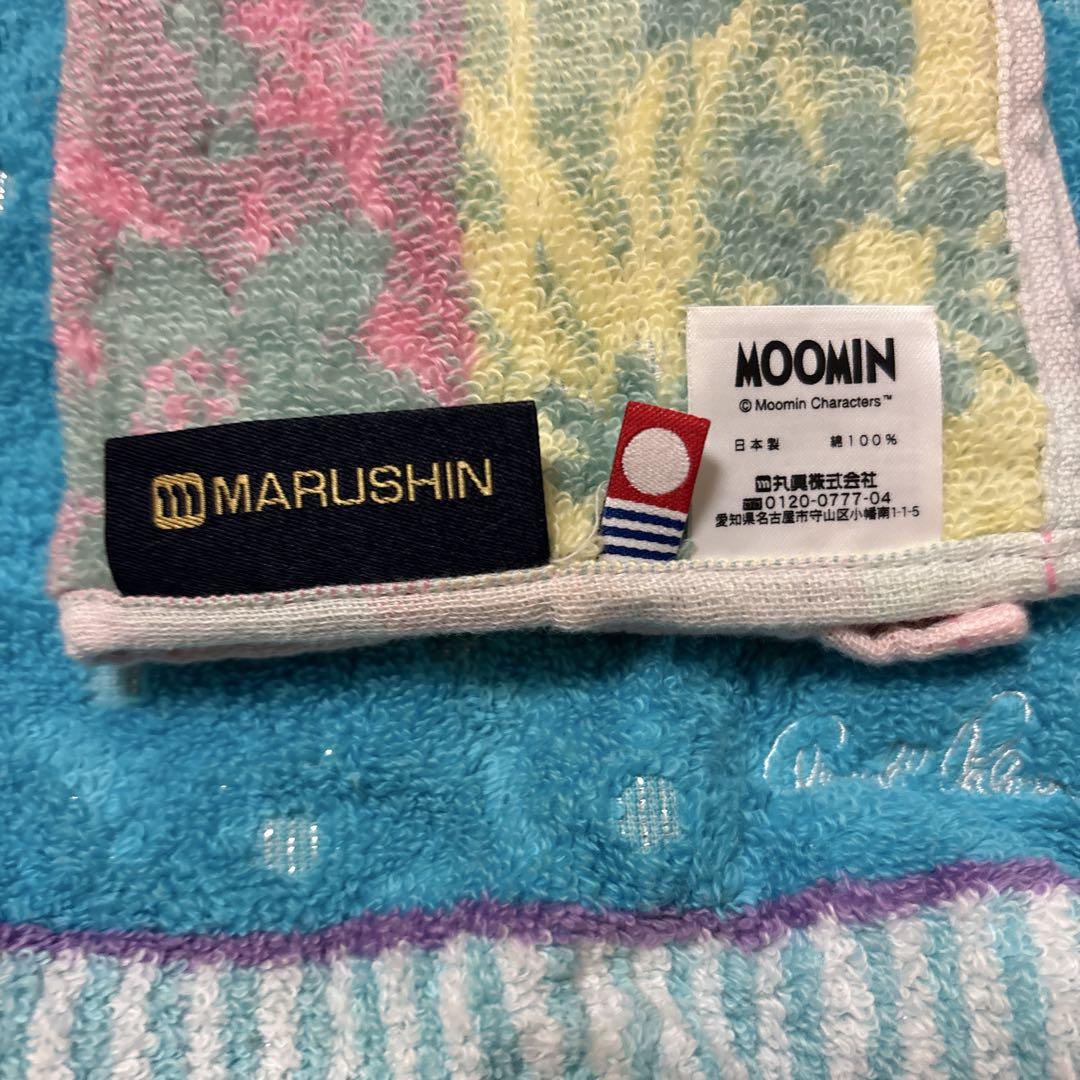 MARUSHIN
MOOMIN
© Moomin Characters™
日本製 綿100%
丸眞株式会社
0120-0777-04
愛知県名古屋市守山区小幡南1-1-5